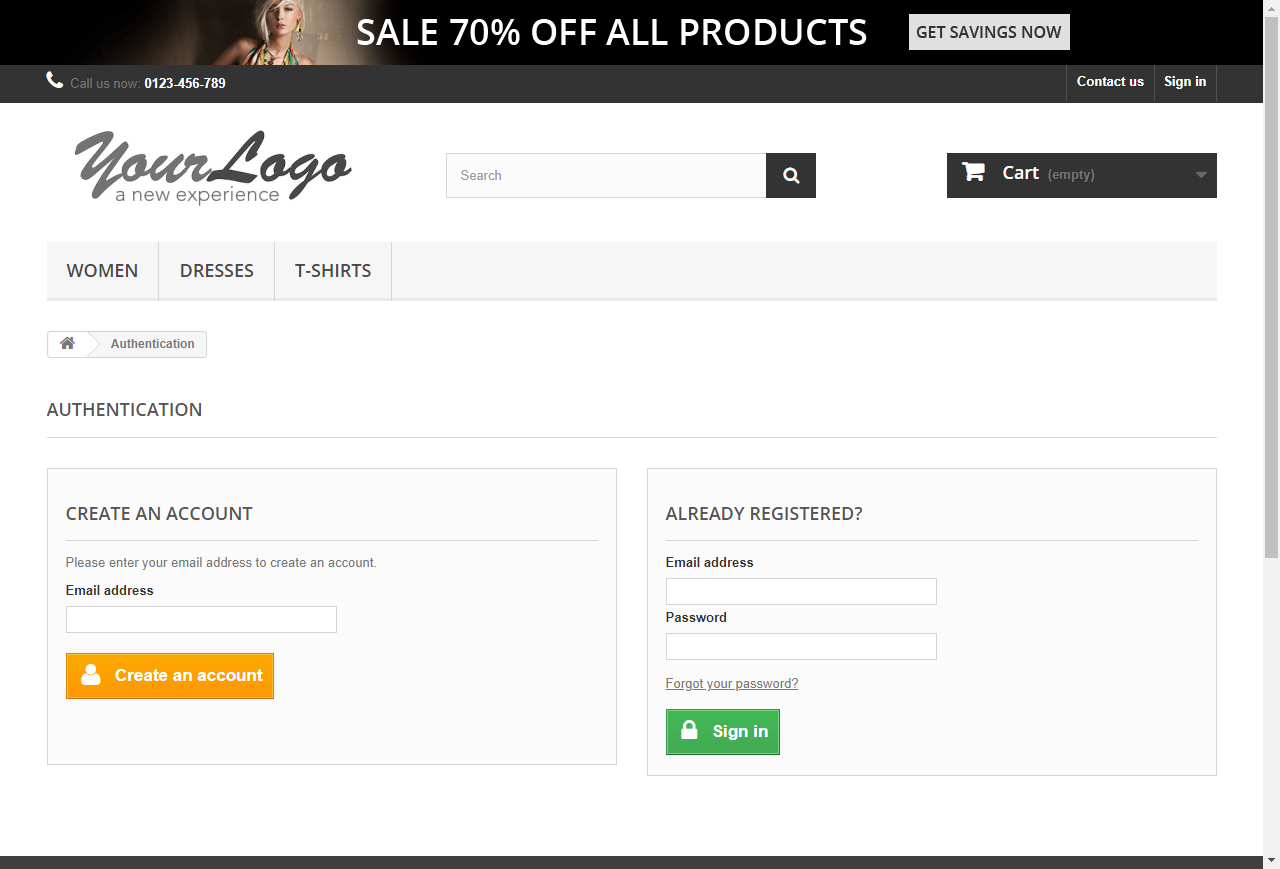 SALE 70% OFF ALL PRODUCTS GET SAVINGS NOW
Call us now: 0123-456-789 Contact us Sign in
YourLogo
a new experience
Search
Cart (empty)
WOMEN DRESSES T-SHIRTS
Authentication
AUTHENTICATION
CREATE AN ACCOUNT
Please enter your email address to create an account.
Email address
Create an account
ALREADY REGISTERED?
Email address
Password
Forgot your password?
Sign in